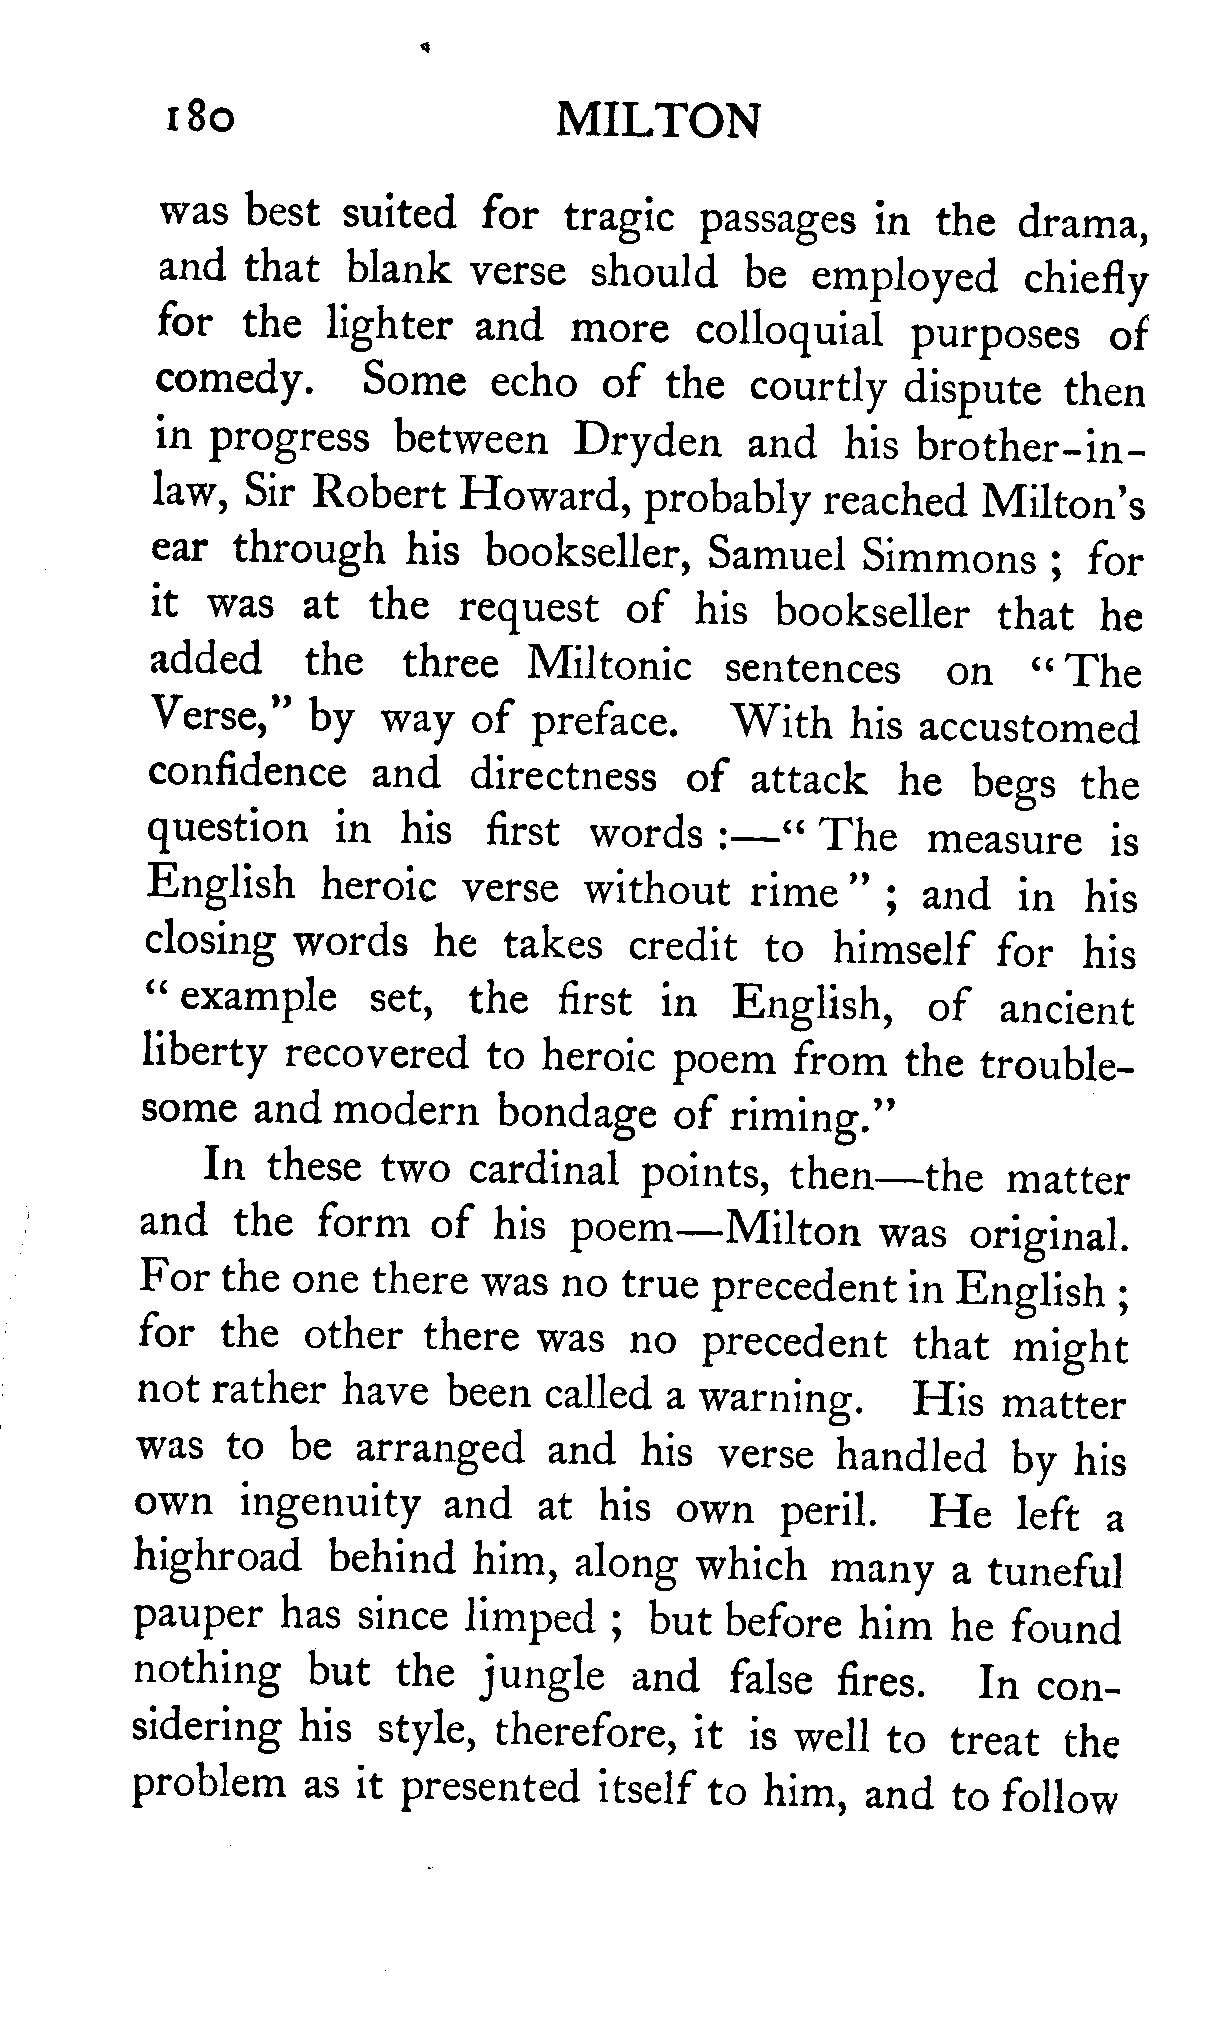 180 MILTON
was best suited for tragic passages in the drama,
and that blank verse should be employed chiefly
for the lighter and more colloquial purposes of
comedy. Some echo of the courtly dispute then
in progress between Dryden and his brother-in-
law, Sir Robert Howard, probably reached Milton's
ear through his bookseller, Samuel Simmons ; for
it was at the request of his bookseller that he
added the three Miltonic sentences on “ The
Verse,” by way of preface. With his accustomed
confidence and directness of attack he begs the
question in his first words :—“ The measure is
English heroic verse without rime ” ; and in his
closing words he takes credit to himself for his
“ example set, the first in English, of ancient
liberty recovered to heroic poem from the trouble-
some and modern bondage of riming.”
In these two cardinal points, then—the matter
and the form of his poem—Milton was original.
For the one there was no true precedent in English ;
for the other there was no precedent that might
not rather have been called a warning. His matter
was to be arranged and his verse handled by his
own ingenuity and at his own peril. He left a
highroad behind him, along which many a tuneful
pauper has since limped ; but before him he found
nothing but the jungle and false fires. In con-
sidering his style, therefore, it is well to treat the
problem as it presented itself to him, and to follow